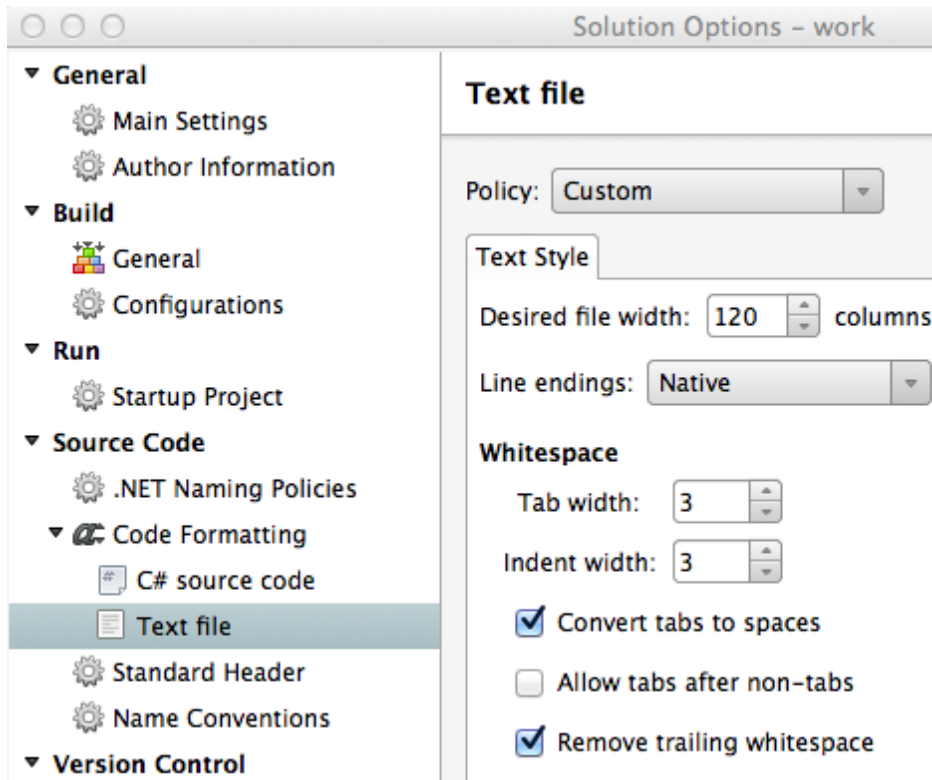 Solution Options – work
General
Main Settings
Author Information
Build
General
Configurations
Run
Startup Project
Source Code
.NET Naming Policies
Code Formatting
C# source code
Text file
Standard Header
Name Conventions
Version Control
Text file
Policy: Custom
Text Style
Desired file width: 120 columns
Line endings: Native
Whitespace
Tab width: 3
Indent width: 3
Convert tabs to spaces
Allow tabs after non-tabs
Remove trailing whitespace